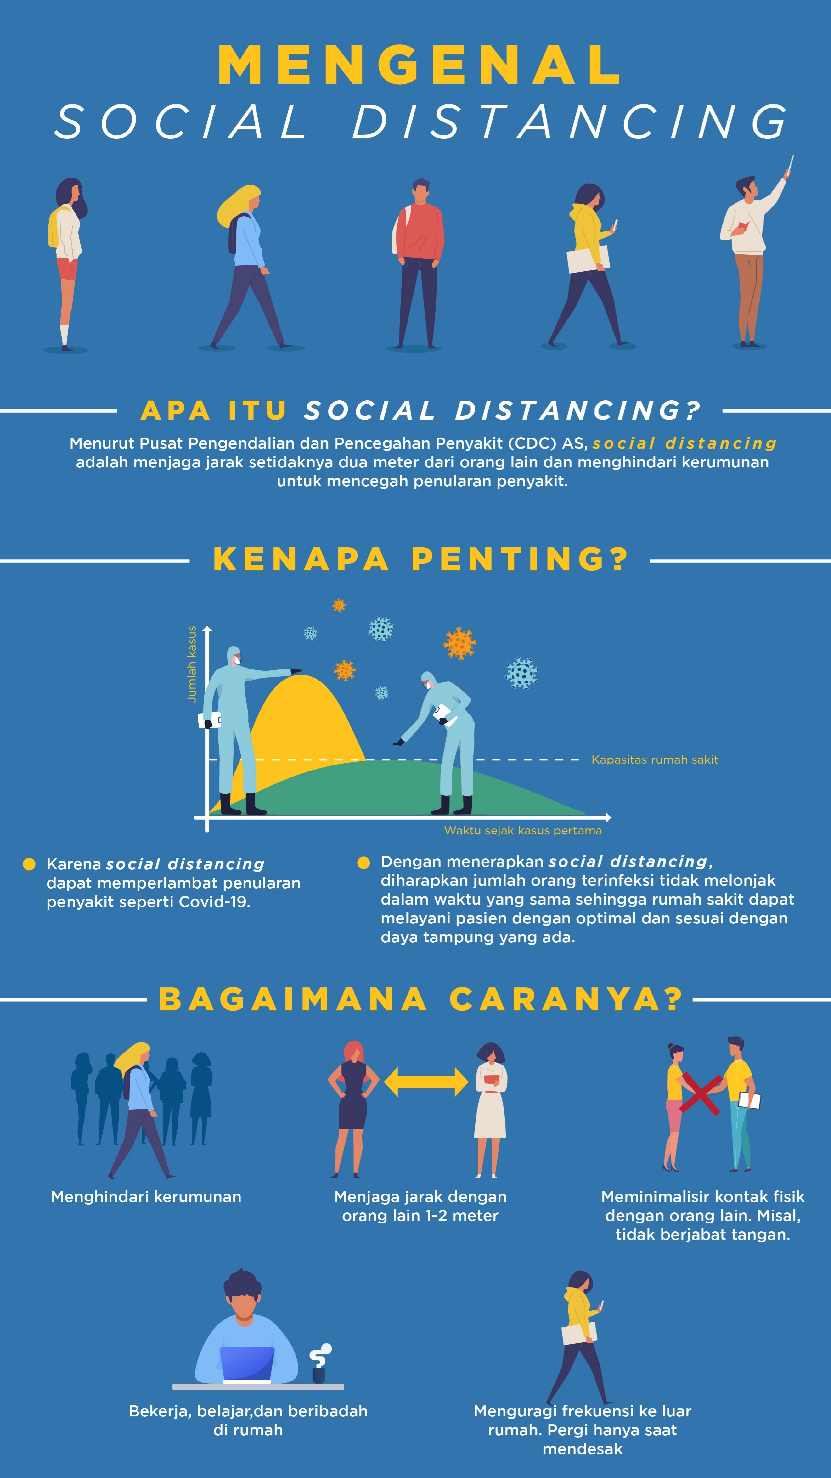 MENGENAL
SOCIAL DISTANCING
APA ITU SOCIAL DISTANCING?
Menurut Pusat Pengendalian dan Pencegahan Penyakit (CDC) AS, social distancing
adalah menjaga jarak setidaknya dua meter dari orang lain dan menghindari kerumunan
untuk mencegah penularan penyakit.
KENAPA PENTING?
Jumlah kasus
Kapasitas rumah sakit
Waktu sejak kasus pertama
Karena social distancing
dapat memperlambat penularan
penyakit seperti Covid-19.
Dengan menerapkan social distancing,
diharapkan jumlah orang terinfeksi tidak melonjak
dalam waktu yang sama sehingga rumah sakit dapat
melayani pasien dengan optimal dan sesuai dengan
daya tampung yang ada.
BAGAIMANA CARANYA?
Menghindari kerumunan
Menjaga jarak dengan
orang lain 1-2 meter
Meminimalisir kontak fisik
dengan orang lain. Misal,
tidak berjabat tangan.
Bekerja, belajar,dan beribadah
di rumah
Menguragi frekuensi ke luar
rumah. Pergi hanya saat
mendesak